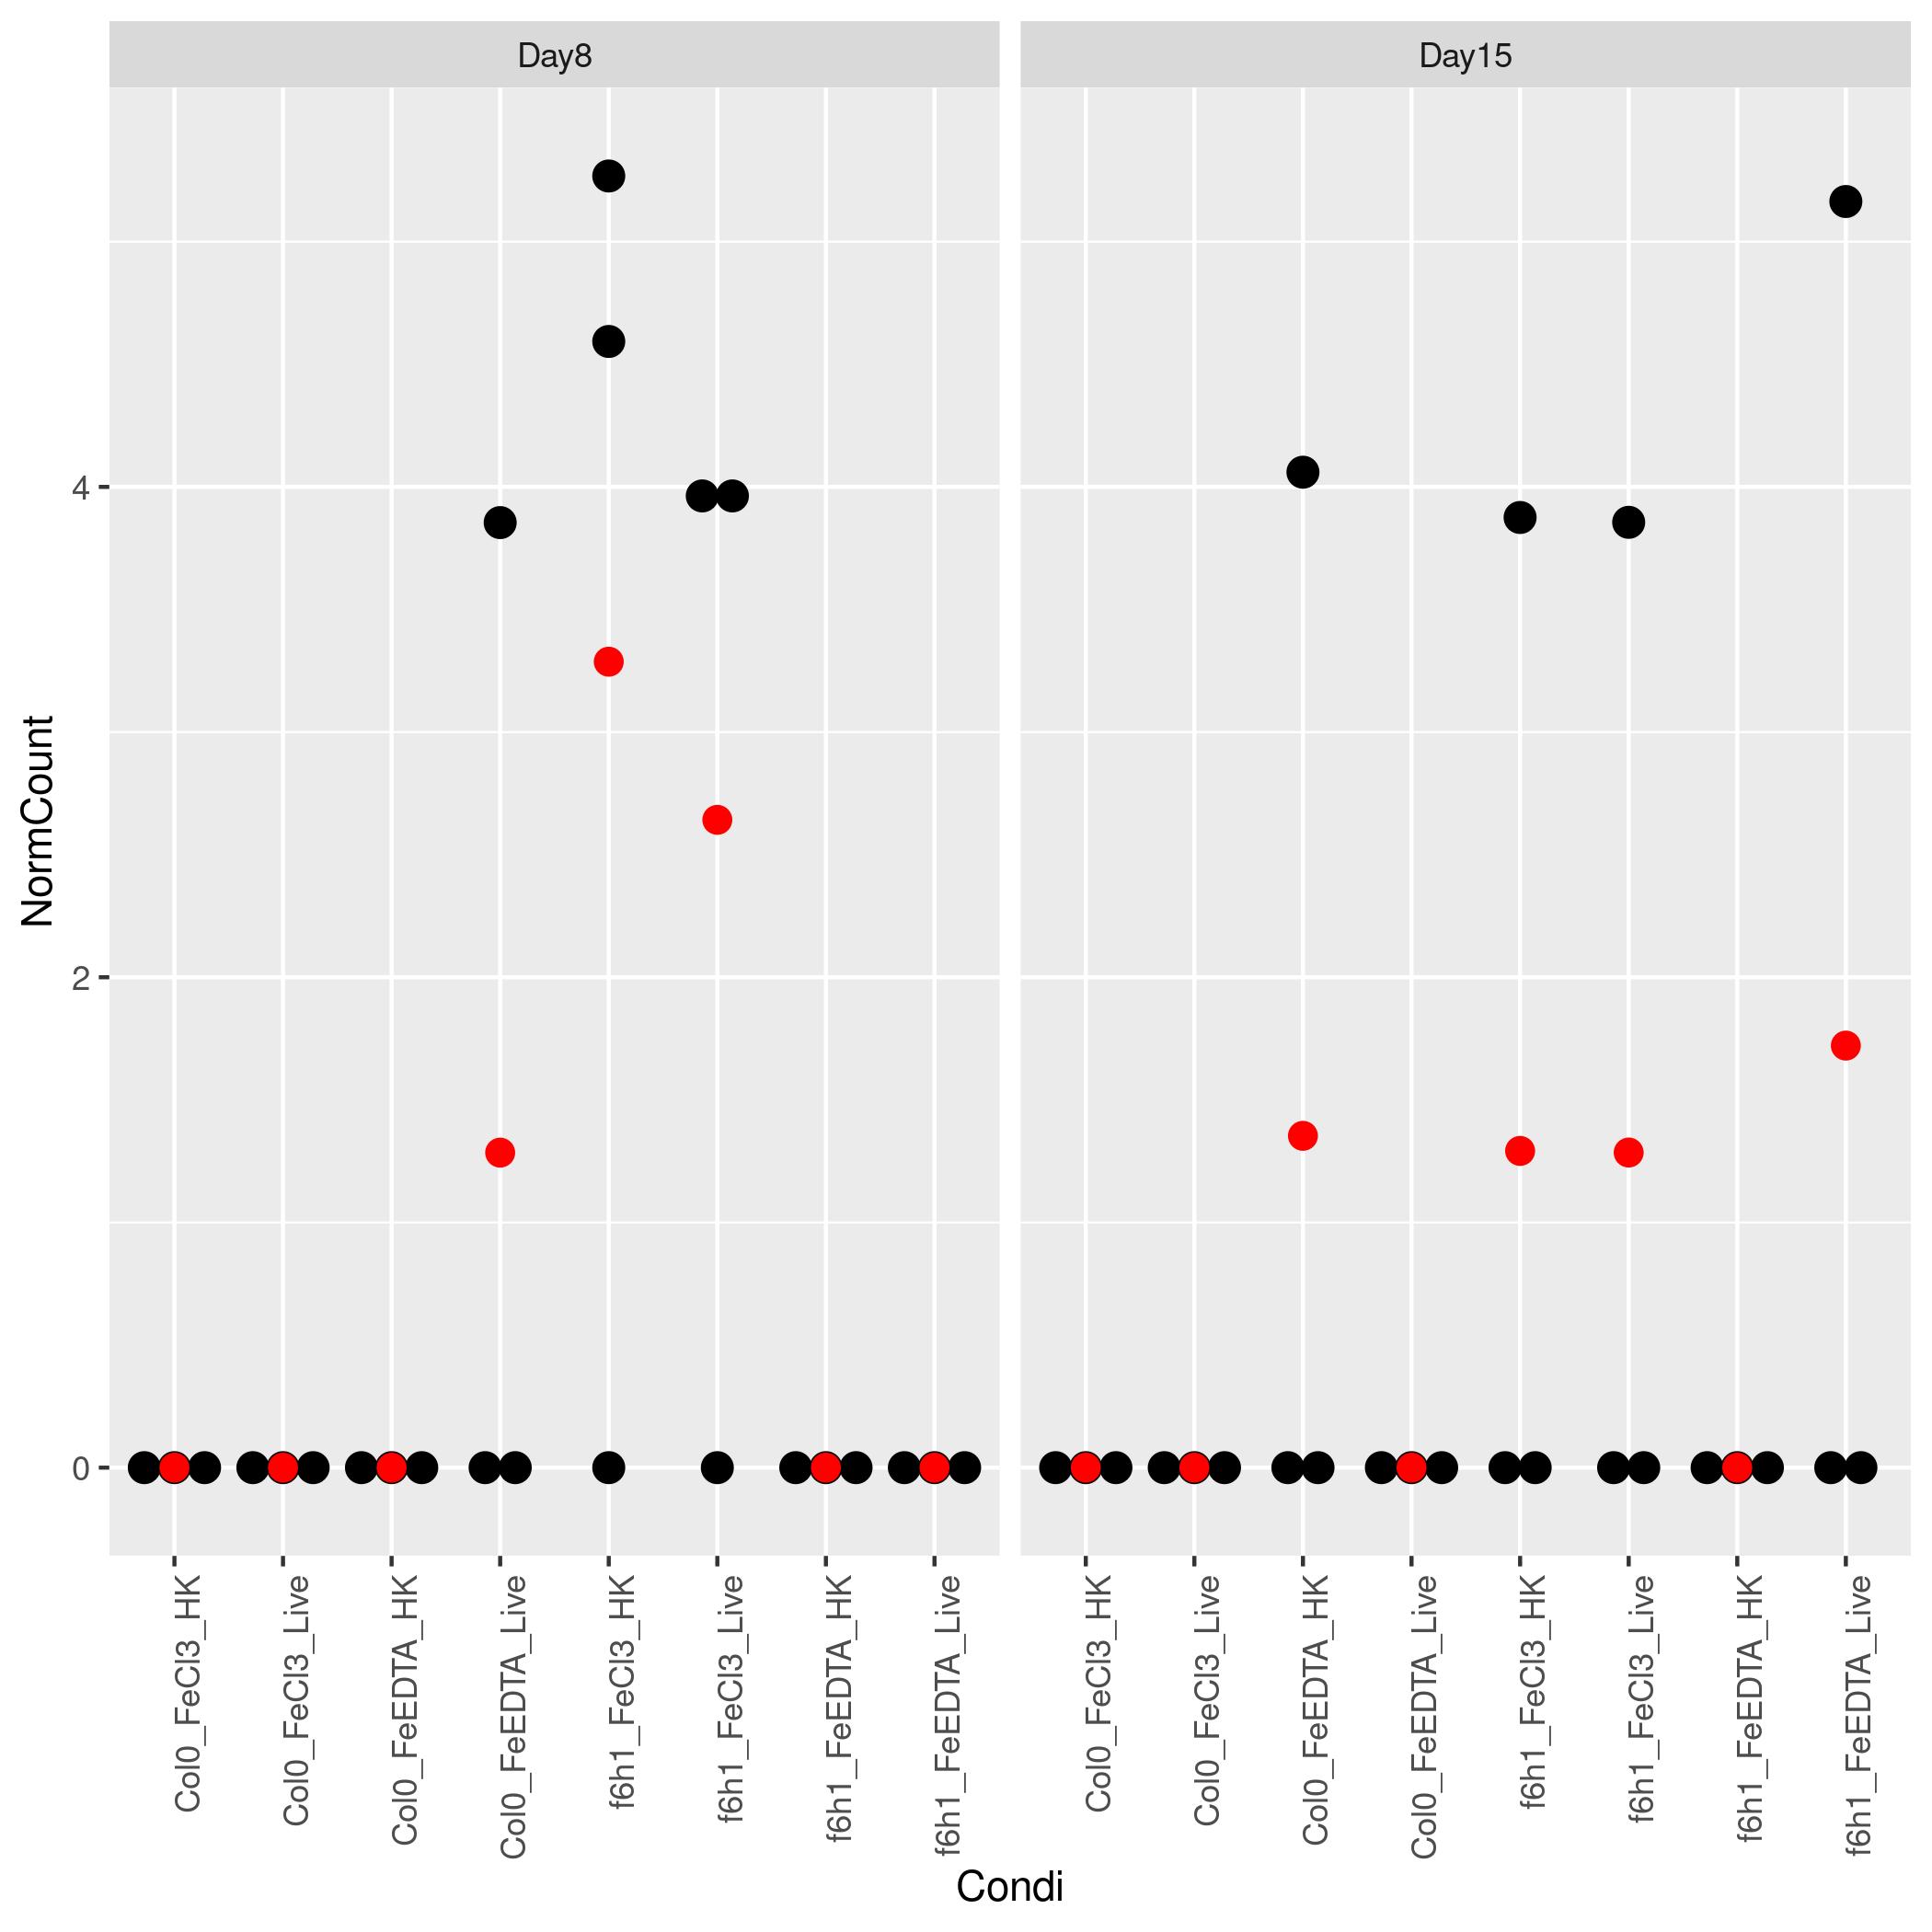 Day8
Day15
NormCount
4
2
0
Col0_FeCl3_HK
Col0_FeCl3_Live
Col0_FeEDTA_HK
Col0_FeEDTA_Live
f6h1_FeCl3_HK
f6h1_FeCl3_Live
f6h1_FeEDTA_HK
f6h1_FeEDTA_Live
Col0_FeCl3_HK
Col0_FeCl3_Live
Col0_FeEDTA_HK
Col0_FeEDTA_Live
f6h1_FeCl3_HK
f6h1_FeCl3_Live
f6h1_FeEDTA_HK
f6h1_FeEDTA_Live
Condi